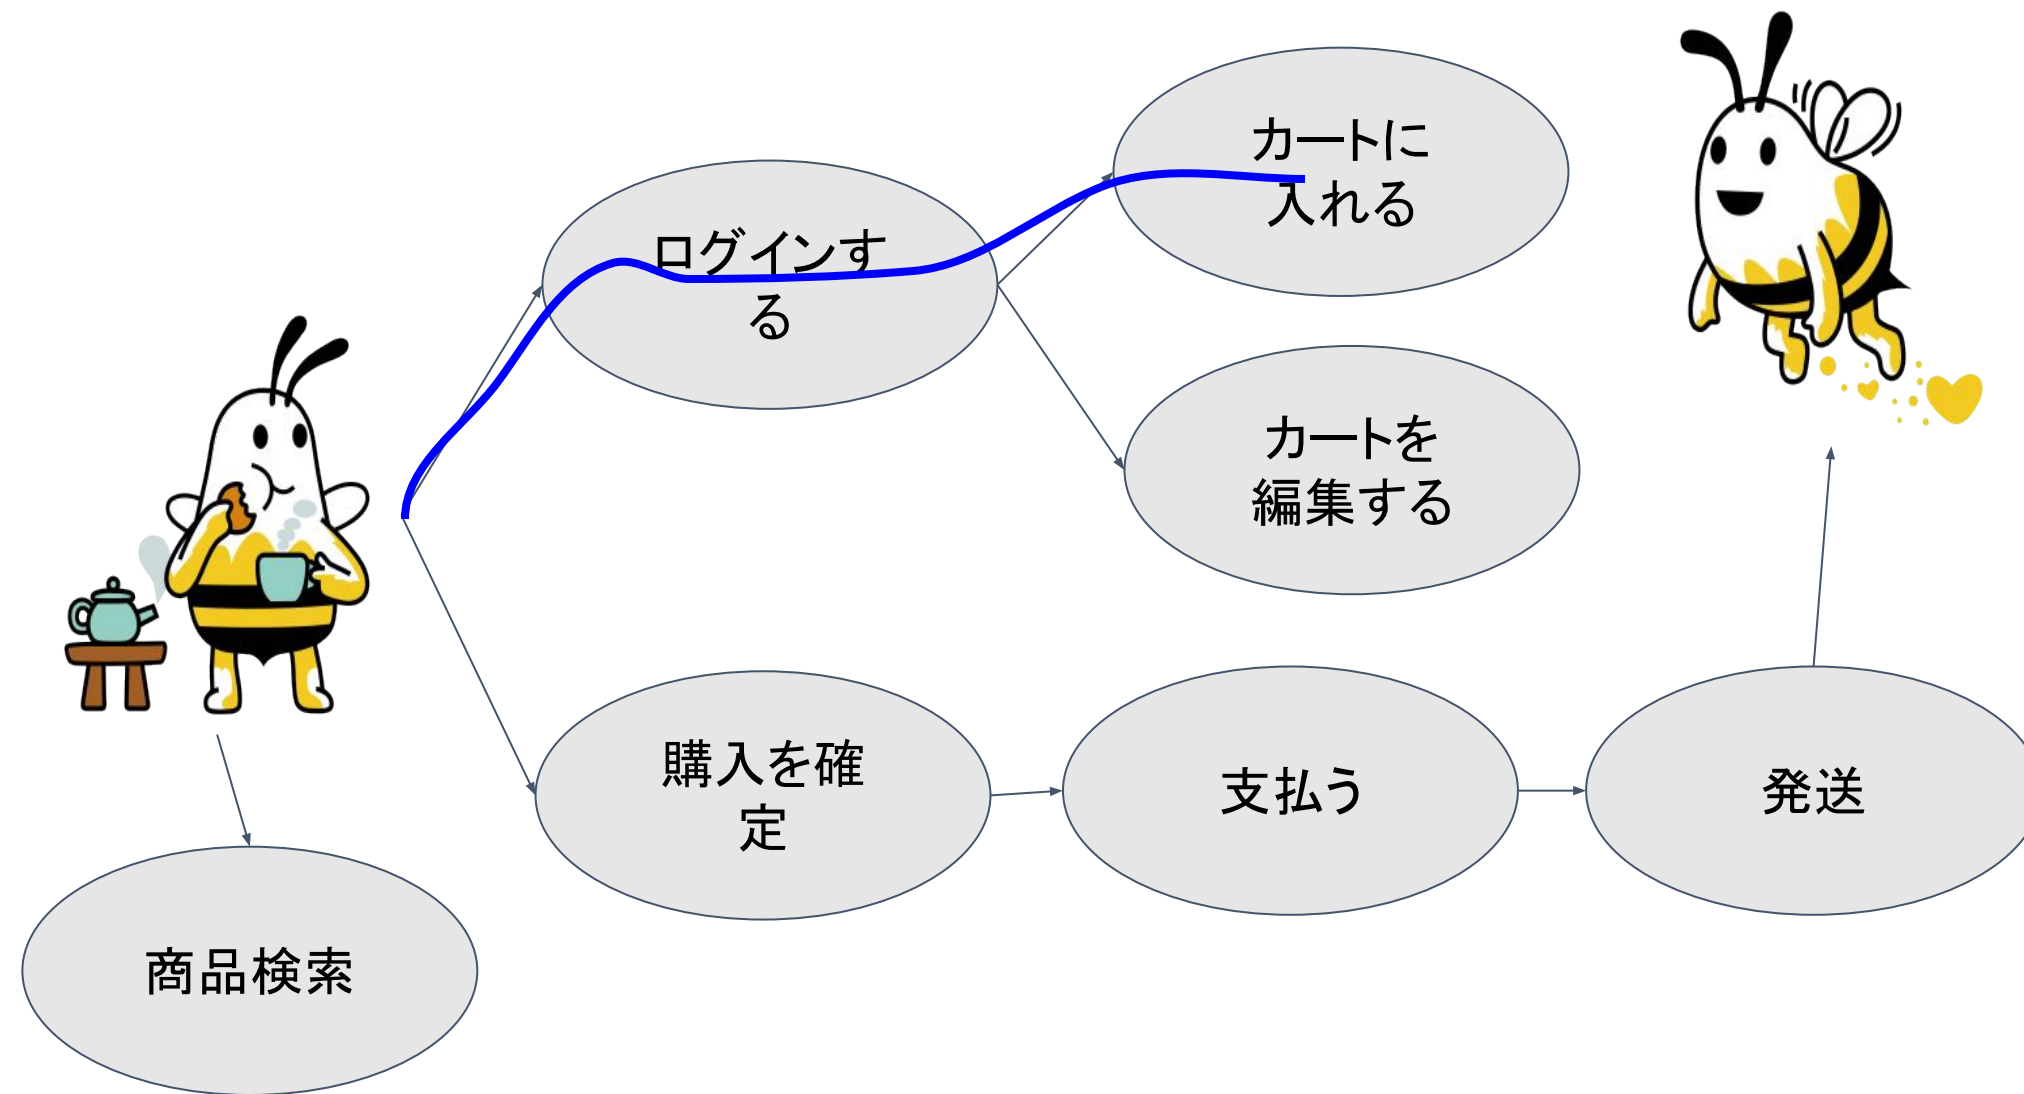 カートに
入れる
ログインす
る
カートを
編集する
購入を確
定
支払う
発送
商品検索